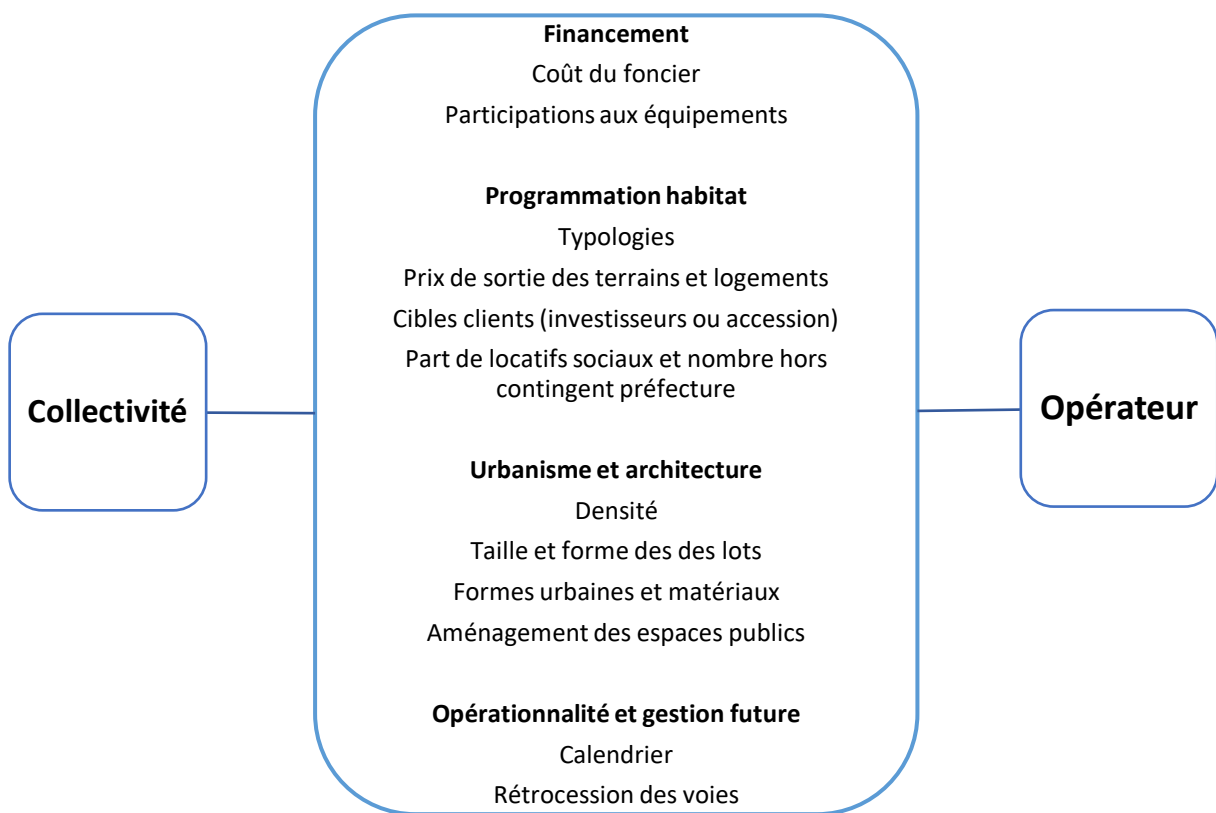 Financement
Coût du foncier
Participations aux équipements
Programmation habitat
Typologies
Prix de sortie des terrains et logements
Cibles clients (investisseurs ou accession)
Part de locatifs sociaux et nombre hors
contingent préfecture
Collectivité
Opérateur
Urbanisme et architecture
Densité
Taille et forme des des lots
Formes urbaines et matériaux
Aménagement des espaces publics
Opérationnalité et gestion future
Calendrier
Rétrocession des voies